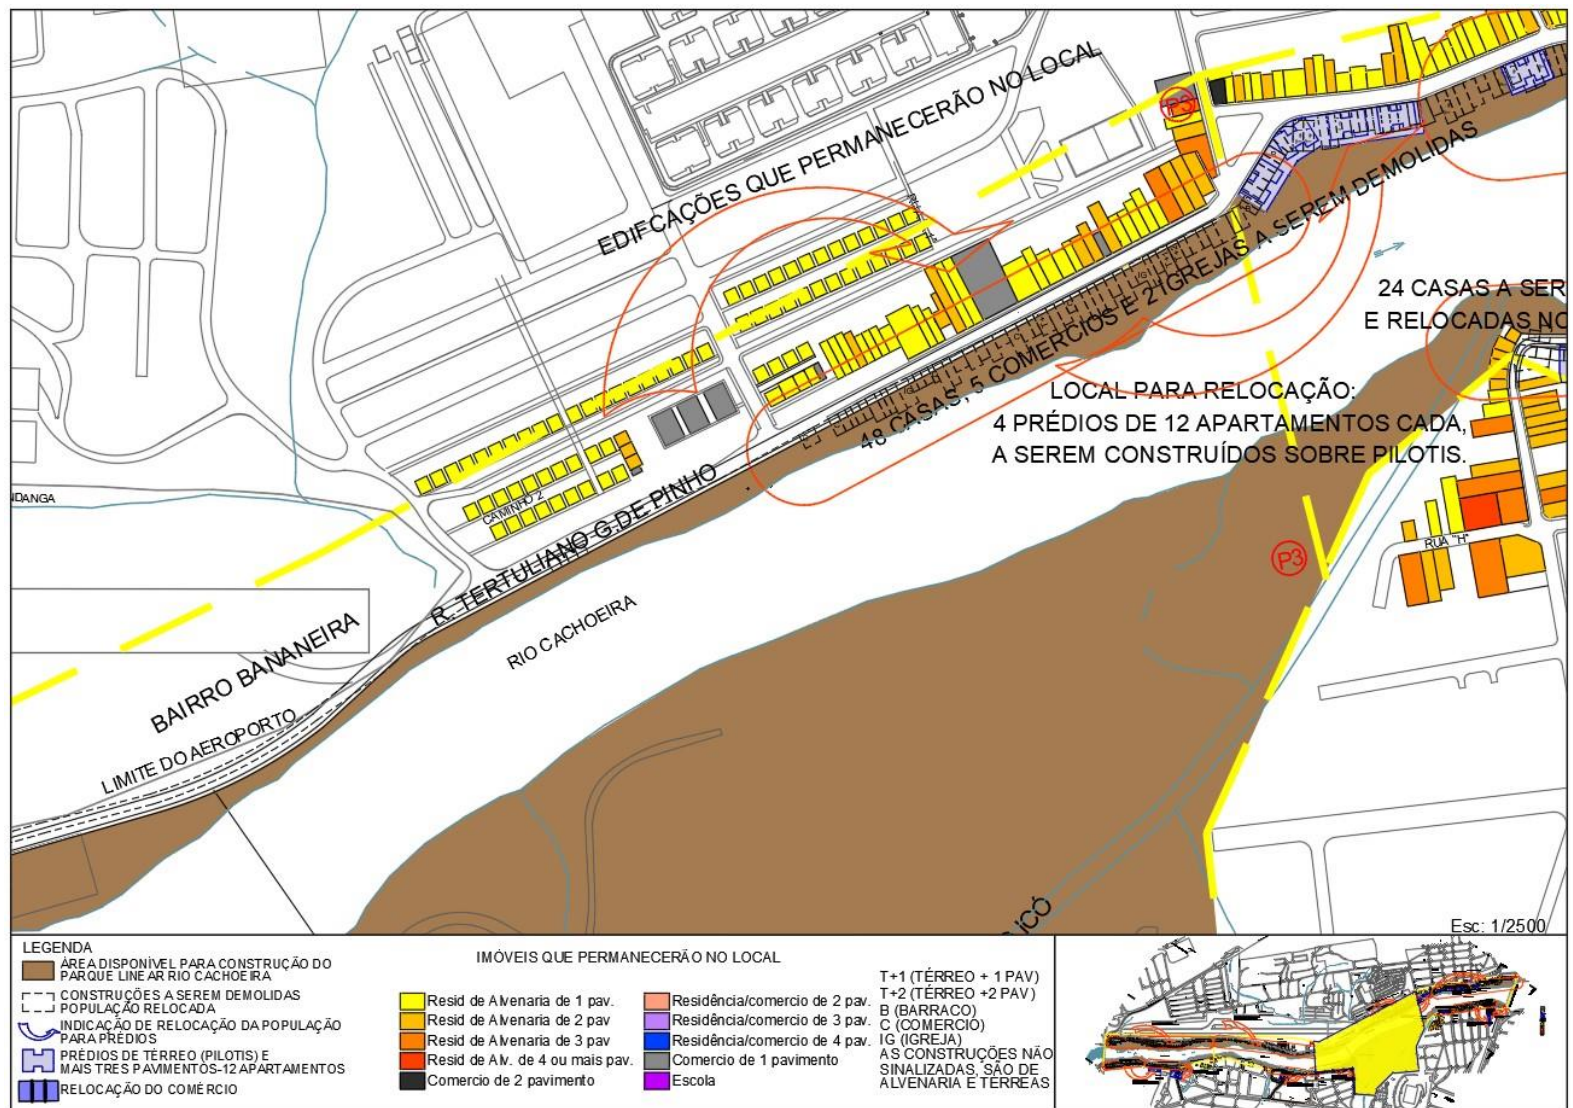 EDIFCAÇÕES QUE PERMANECERÃO NO LOCAL
P3
48 CASAS, 5 COMERCIOS E 2 IGREJAS A SEREM DEMOLIDAS
24 CASAS A SER
E RELOCADAS NO
LOCAL PARA RELOCAÇÃO:
4 PRÉDIOS DE 12 APARTAMENTOS CADA,
A SEREM CONSTRUÍDOS SOBRE PILOTIS.
NDANGA
CAMINHO 2
R. TERTULIANO G.DE PINHO
RIO CACHOEIRA
P3
RUA "H"
BAIRRO BANANEIRA
LIMITE DO AEROPORTO
ICÓ
Esc: 1/2500
LEGENDA
ÁREA DISPONÍVEL PARA CONSTRUÇÃO DO
PARQUE LINEAR RIO CACHOEIRA
CONSTRUÇÕES A SEREM DEMOLIDAS
POPULAÇÃO RELOCADA
INDICAÇÃO DE RELOCAÇÃO DA POPULAÇÃO
PARA PRÉDIOS
PRÉDIOS DE TÉRREO (PILOTIS) E
MAIS TRES PAVIMENTOS-12 APARTAMENTOS
RELOCAÇÃO DO COMÉRCIO
IMÓVEIS QUE PERMANECERÃO NO LOCAL
Resid de Alvenaria de 1 pav.
Resid de Alvenaria de 2 pav
Resid de Alvenaria de 3 pav
Resid de Alv. de 4 ou mais pav.
Comercio de 2 pavimento
Residência/comercio de 2 pav.
Residência/comercio de 3 pav.
Residência/comercio de 4 pav.
Comercio de 1 pavimento
Escola
T+1 (TÉRREO + 1 PAV)
T+2 (TÉRREO +2 PAV)
B (BARRACO)
C (COMERCIO)
IG (IGREJA)
AS CONSTRUÇÕES NÃO
SINALIZADAS, SÃO DE
ALVENARIA E TÉRREAS